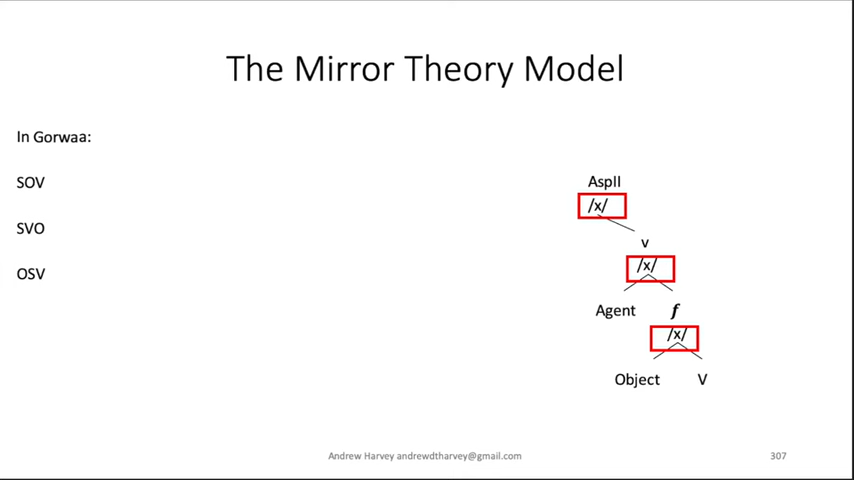 The Mirror Theory Model
In Gorwaa:
SOV
SVO
OSV
AspII
/x/
v
/x/
Agent f
/x/
Object V
Andrew Harvey andrewdtharvey@gmail.com 307